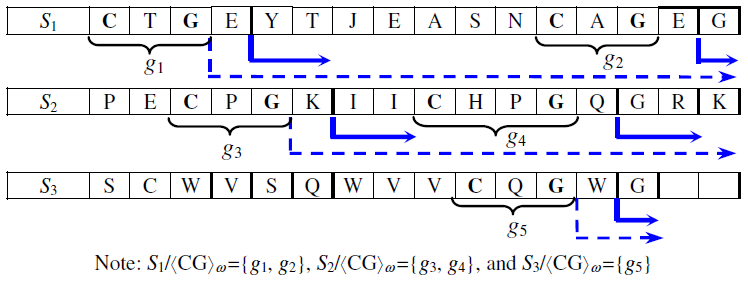 S1 C T G E Y T J E A S N C A G E G
g1 g2
S2 P E C P G K I I C H P G Q G R K
g3 g4
S3 S C W V S Q W V V C Q G W G
g5
Note: S1/⟨CG⟩ω={g1, g2}, S2/⟨CG⟩ω={g3, g4}, and S3/⟨CG⟩ω={g5}